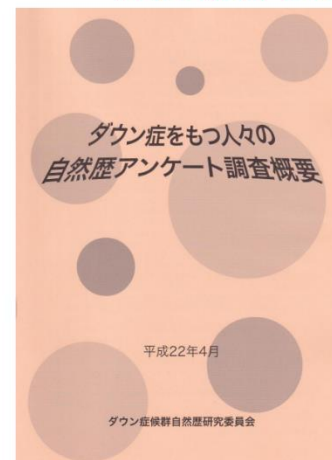 ダウン症をもつ人々の
自然歴アンケート調査概要
平成22年4月
ダウン症候群自然歴研究委員会